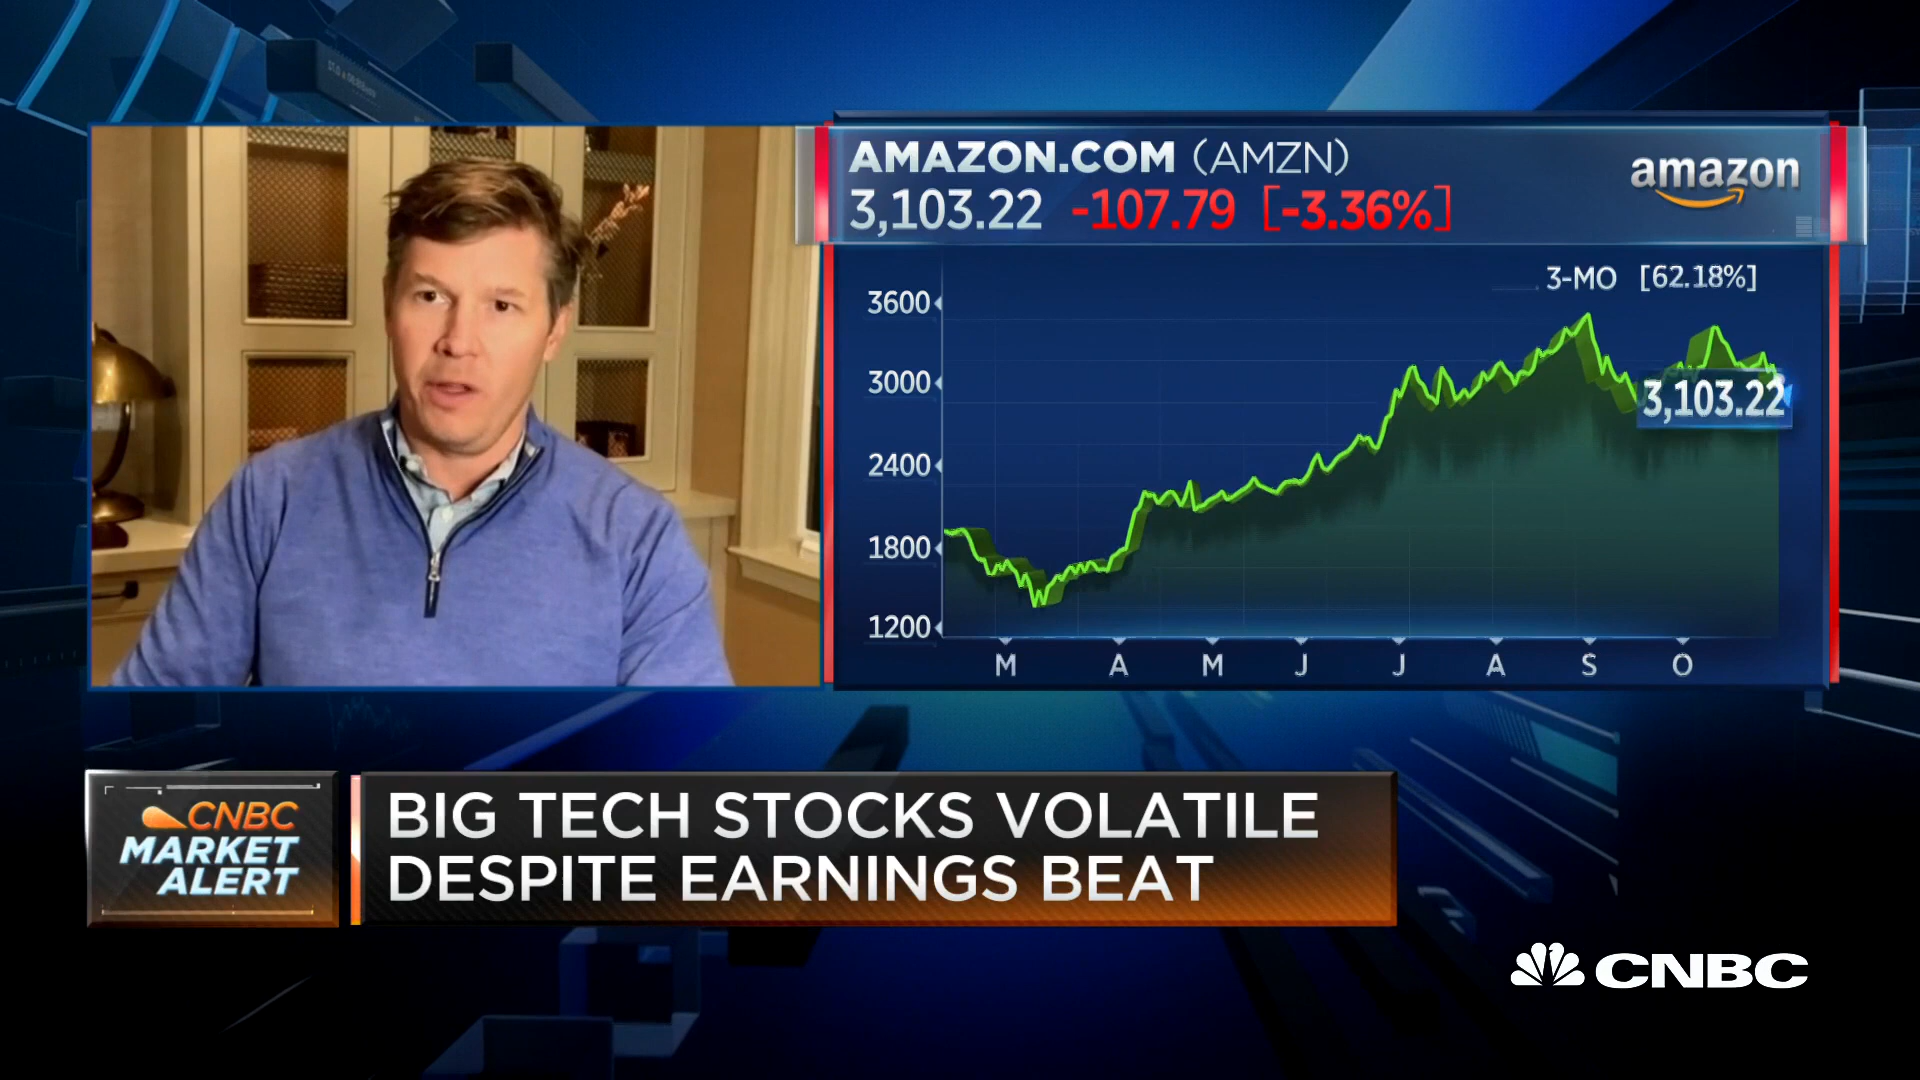 AMAZON.COM (AMZN)
3,103.22 -107.79 [-3.36%]
amazon
3-MO [62.18%]
3600
3000
3,103.22
2400
1800
1200
M A M J J A S O
CNBC
MARKET
ALERT
BIG TECH STOCKS VOLATILE
DESPITE EARNINGS BEAT
CNBC